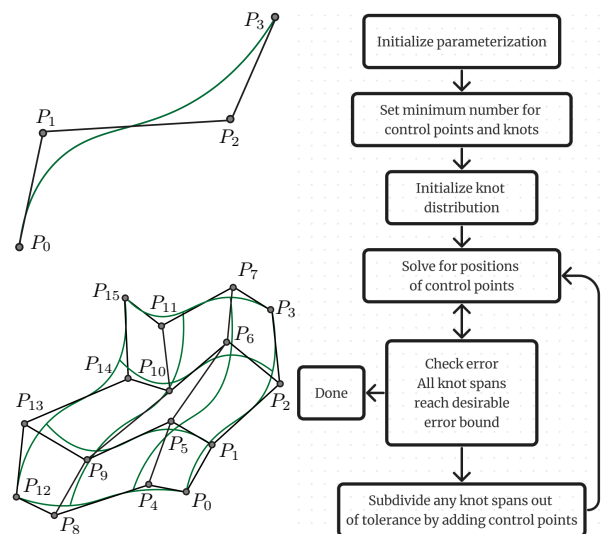 P3
P1
P2
P0
P7
P15
P11
P3
P6
P14
P10
P2
P13
P5
P1
P9
P12
P4
P0
P8
Initialize parameterization
Set minimum number for
control points and knots
Initialize knot
distribution
Solve for positions
of control points
Check error
All knot spans
reach desirable
error bound
Done
Subdivide any knot spans out
of tolerance by adding control points